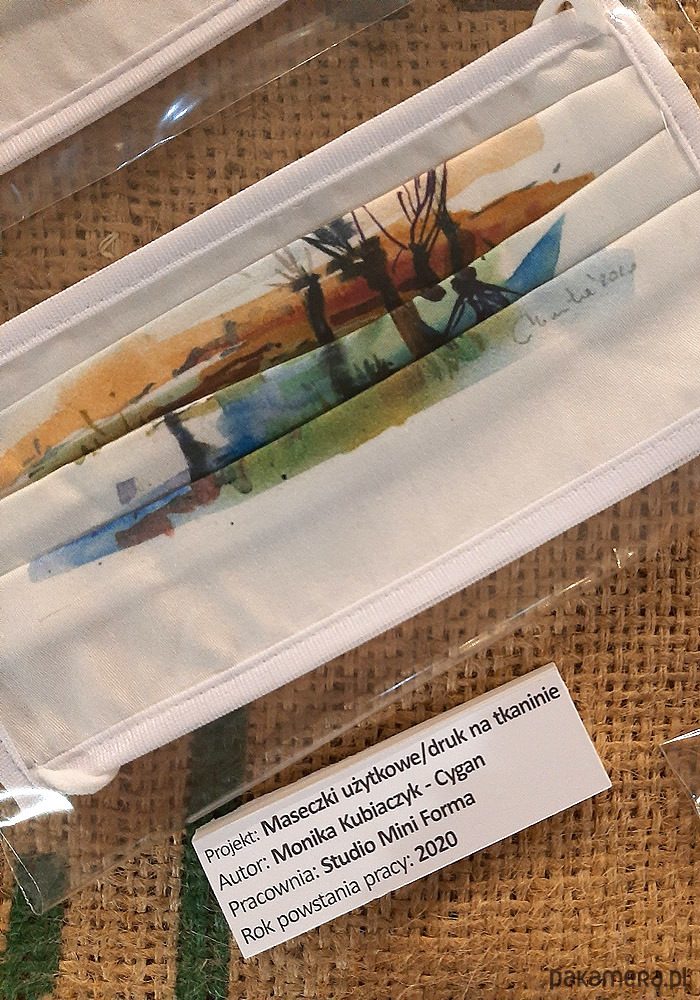 Projekt: Maseczki użytkowe/druk na tkaninie
Autor: Monika Kubiaczyk - Cygan
Pracownia: Studio Mini Forma
Rok powstania pracy: 2020
pakamera.pl